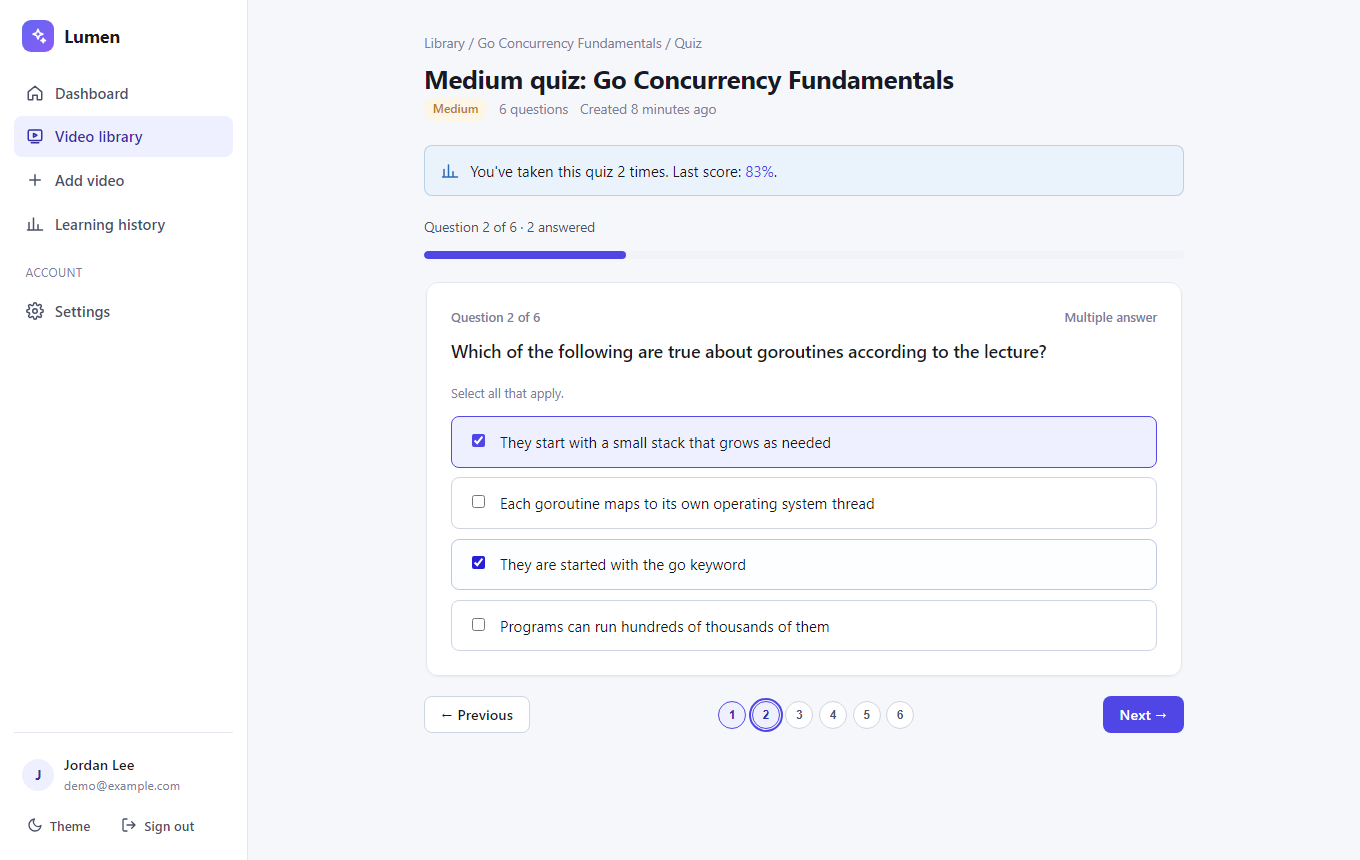 Lumen
Dashboard
Video library
Add video
Learning history
ACCOUNT
Settings
Jordan Lee
J
demo@example.com
Theme
Sign out
Library / Go Concurrency Fundamentals / Quiz
Medium quiz: Go Concurrency Fundamentals
Medium 6 questions Created 8 minutes ago
You've taken this quiz 2 times. Last score: 83%.
Question 2 of 6 · 2 answered
Question 2 of 6 Multiple answer
Which of the following are true about goroutines according to the lecture?
Select all that apply.
They start with a small stack that grows as needed
Each goroutine maps to its own operating system thread
They are started with the go keyword
Programs can run hundreds of thousands of them
← Previous 1 2 3 4 5 6 Next →